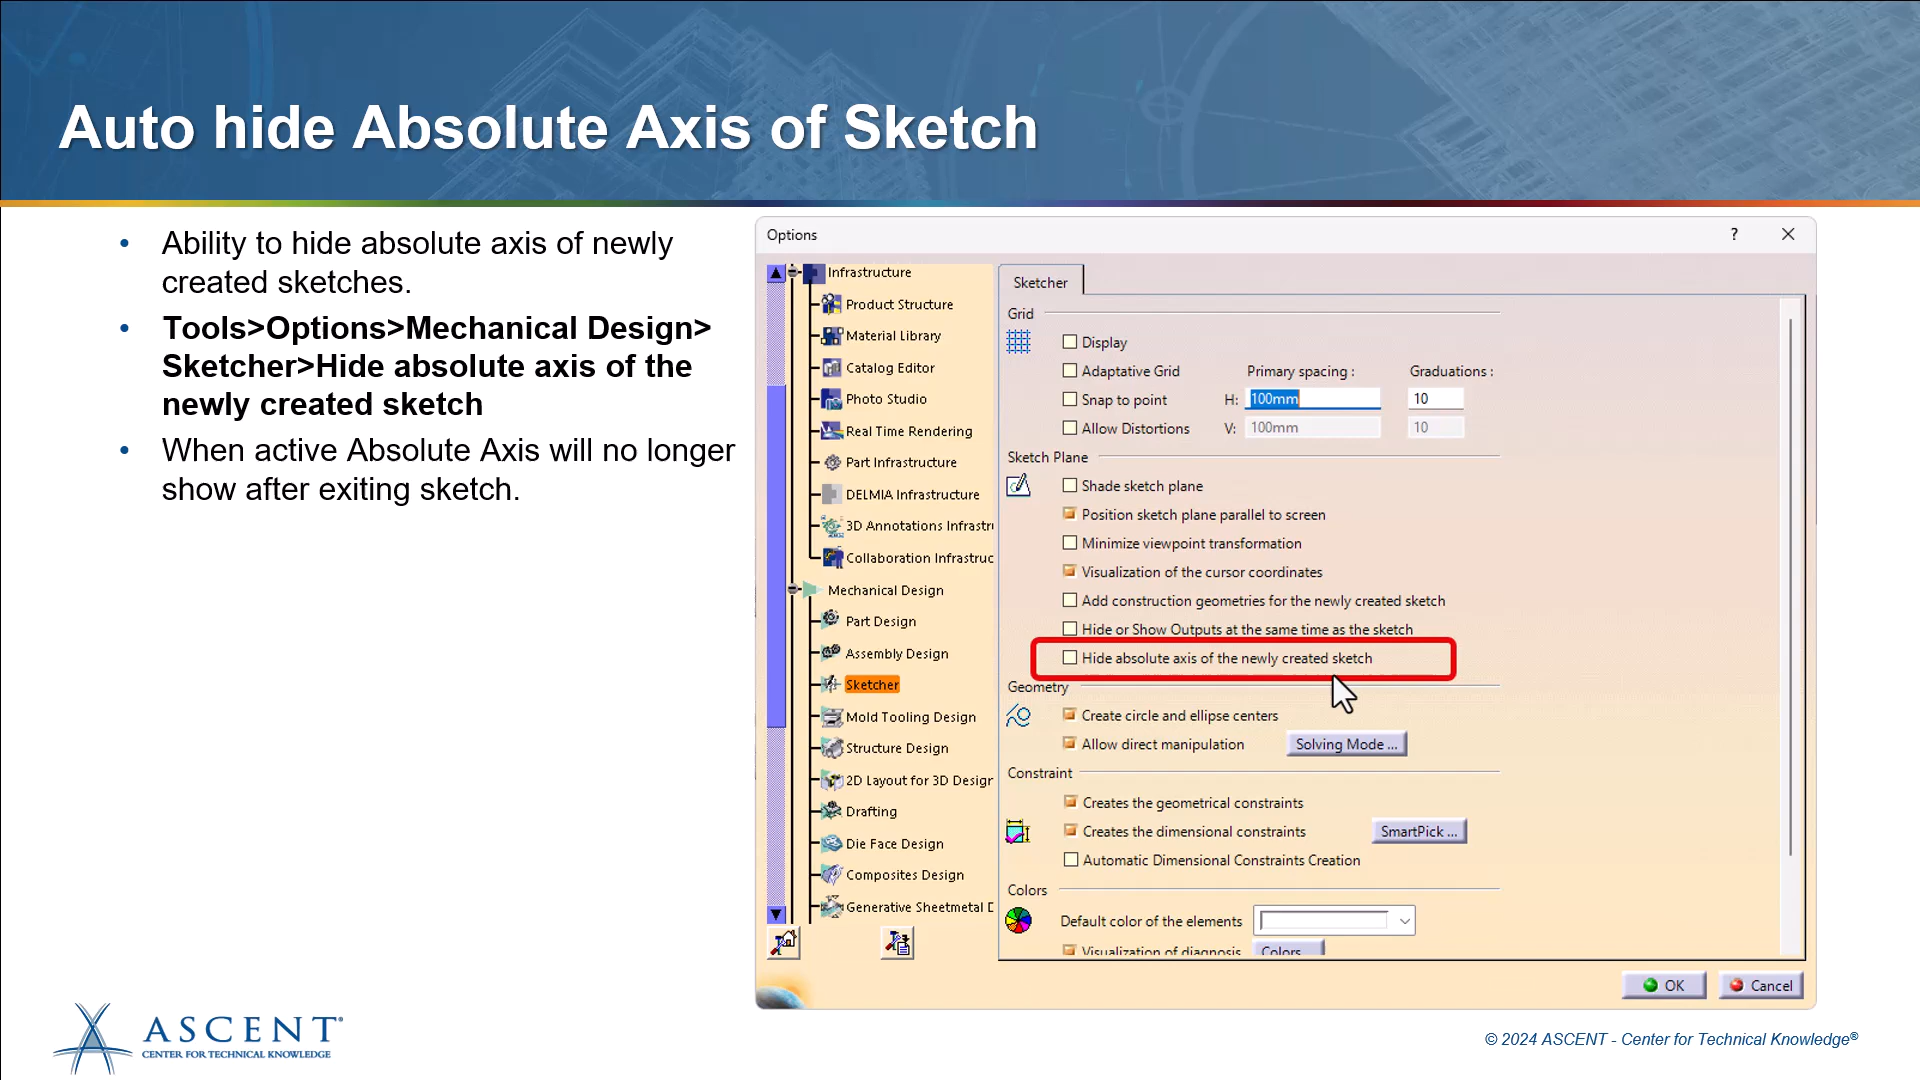 Auto hide Absolute Axis of Sketch
• Ability to hide absolute axis of newly
created sketches.
• Tools>Options>Mechanical Design>
Sketcher>Hide absolute axis of the
newly created sketch
• When active Absolute Axis will no longer
show after exiting sketch.
Options
?
Infrastructure
Product Structure
Material Library
Catalog Editor
Photo Studio
Real Time Rendering
Part Infrastructure
DELMIA Infrastructure
3D Annotations Infrastr
Collaboration Infrastruc
Mechanical Design
Part Design
Assembly Design
Sketcher
Mold Tooling Design
Structure Design
2D Layout for 3D Design
Drafting
Die Face Design
Composites Design
Generative Sheetmetal D
Sketcher
Grid
Display
Adaptive Grid Primary spacing : Graduations :
Snap to point H: 100mm 10
Allow Distortions V: 100mm 10
Sketch Plane
Shade sketch plane
Position sketch plane parallel to screen
Minimize viewpoint transformation
Visualization of the cursor coordinates
Add construction geometries for the newly created sketch
Hide or Show Outputs at the same time as the sketch
Hide absolute axis of the newly created sketch
Geometry
Create circle and ellipse centers
Allow direct manipulation Solving Mode ...
Constraint
Creates the geometrical constraints
Creates the dimensional constraints SmartPick ...
Automatic Dimensional Constraints Creation
Colors
Default color of the elements
Visualization of diagnosis Colors
OK Cancel
ASCENT®
CENTER FOR TECHNICAL KNOWLEDGE
© 2024 ASCENT - Center for Technical Knowledge®